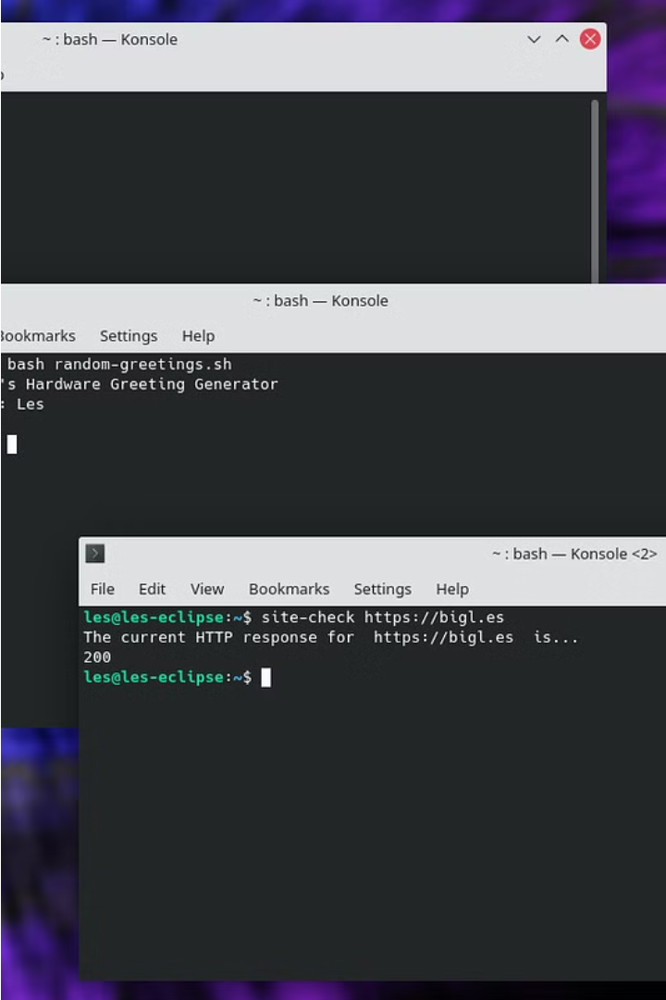 ~ : bash — Konsole
~ : bash — Konsole
Bookmarks Settings Help
bash random-greetings.sh
's Hardware Greeting Generator
: Les
~ : bash — Konsole <2>
File Edit View Bookmarks Settings Help
les@les-eclipse:~$ site-check https://bigl.es
The current HTTP response for  https://bigl.es  is...
200
les@les-eclipse:~$